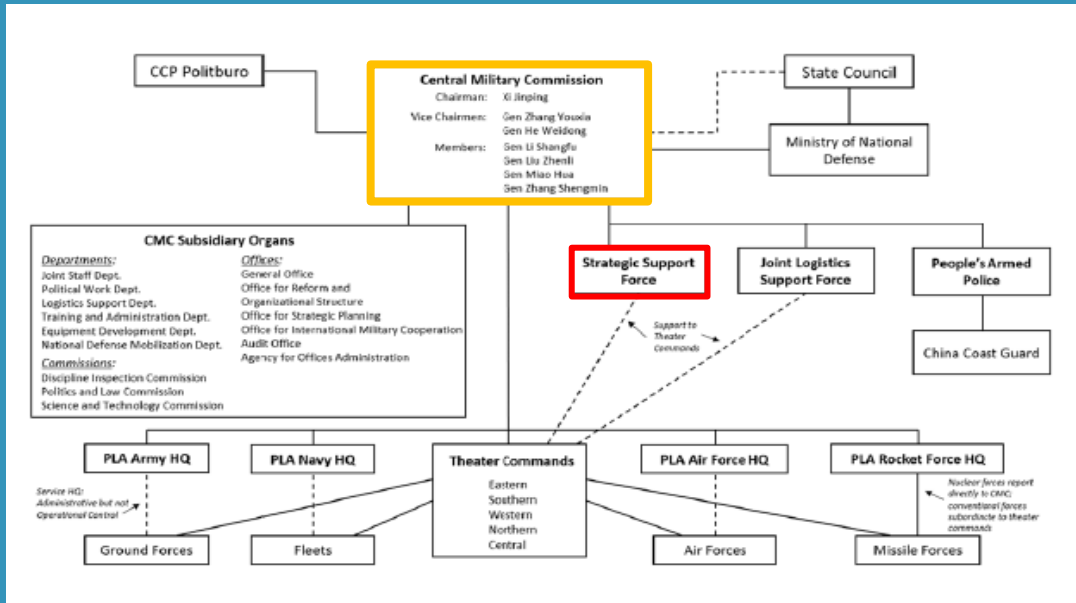 CCP Politburo
Central Military Commission
Chairman: Xi Jinping
Vice Chairmen: Gen Zhang Youxia
Gen He Weidong
Members: Gen Li Shangfu
Gen Liu Zhenli
Gen Miao Hua
Gen Zhang Shengmin
State Council
Ministry of National
Defense
CMC Subsidiary Organs
Departments:
Joint Staff Dept.
Political Work Dept.
Logistics Support Dept.
Training and Administration Dept.
Equipment Development Dept.
National Defense Mobilization Dept.
Commissions:
Discipline Inspection Commission
Politics and Law Commission
Science and Technology Commission
Offices:
General Office
Office for Reform and
Organizational Structure
Office for Strategic Planning
Office for International Military Cooperation
Audit Office
Agency for Offices Administration
Strategic Support
Force
Joint Logistics
Support Force
People's Armed
Police
Support to
Theater
Commands
China Coast Guard
PLA Army HQ
PLA Navy HQ
Theater Commands
Eastern
Southern
Western
Northern
Central
PLA Air Force HQ
PLA Rocket Force HQ
Service HQ:
Administrative but not
Operational Control
Nuclear forces report
directly to CMC;
conventional forces
subordincte to theater
commands
Ground Forces
Fleets
Air Forces
Missile Forces